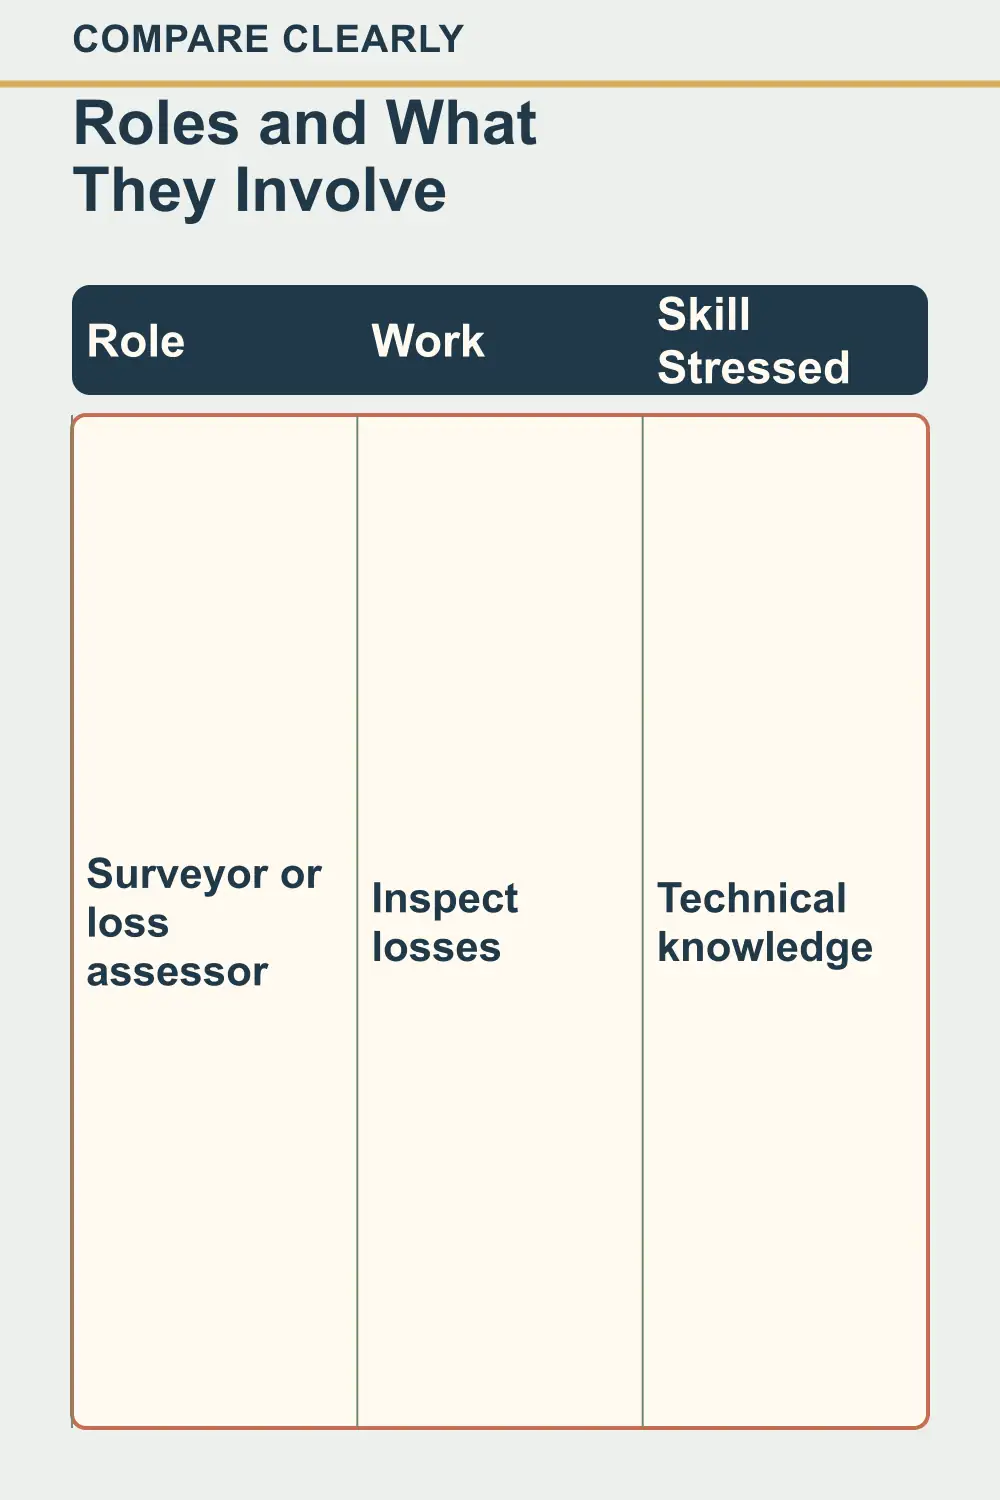 COMPARE CLEARLY
Roles and What
They Involve
Role
Work
Skill
Stressed
Surveyor or
loss
assessor
Inspect
losses
Technical
knowledge